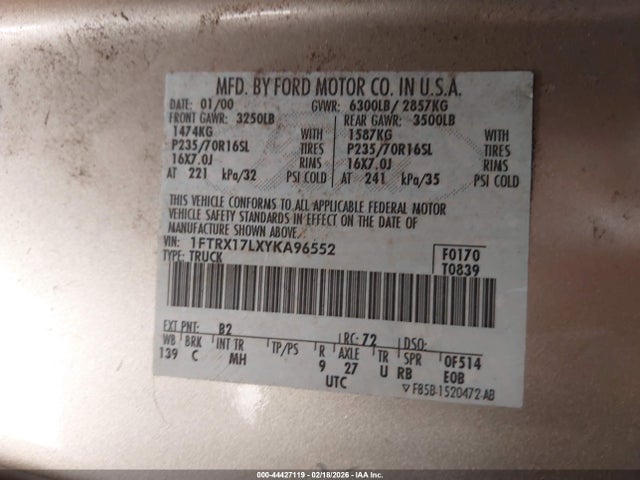 MFD. BY FORD MOTOR CO. IN U.S.A.
DATE: 01/00 GVWR: 6300LB/ 2857KG
FRONT GAWR: 3250LB REAR GAWR: 3500LB
1474KG WITH 1587KG WITH
P235/70R16SL TIRES P235/70R16SL TIRES
16X7.0J RIMS 16X7.0J RIMS
AT 221 kPa/32 PSI COLD AT 241 kPa/35 PSI COLD
THIS VEHICLE CONFORMS TO ALL APPLICABLE FEDERAL MOTOR
VEHICLE SAFETY STANDARDS IN EFFECT ON THE DATE OF
MANUFACTURE SHOWN ABOVE.
VIN: 1FTRX17LXYKA96552 F0170
TYPE: TRUCK T0839
EXT PNT: B2 RC: 72 DSO:
WB BRK INT TR TP/PS R AXLE TR SPR 0F514
139 C MH 9 27 U RB EOB
UTC F85B-1520472-AB
000-44427119 - 02/18/2026 - IAA Inc.